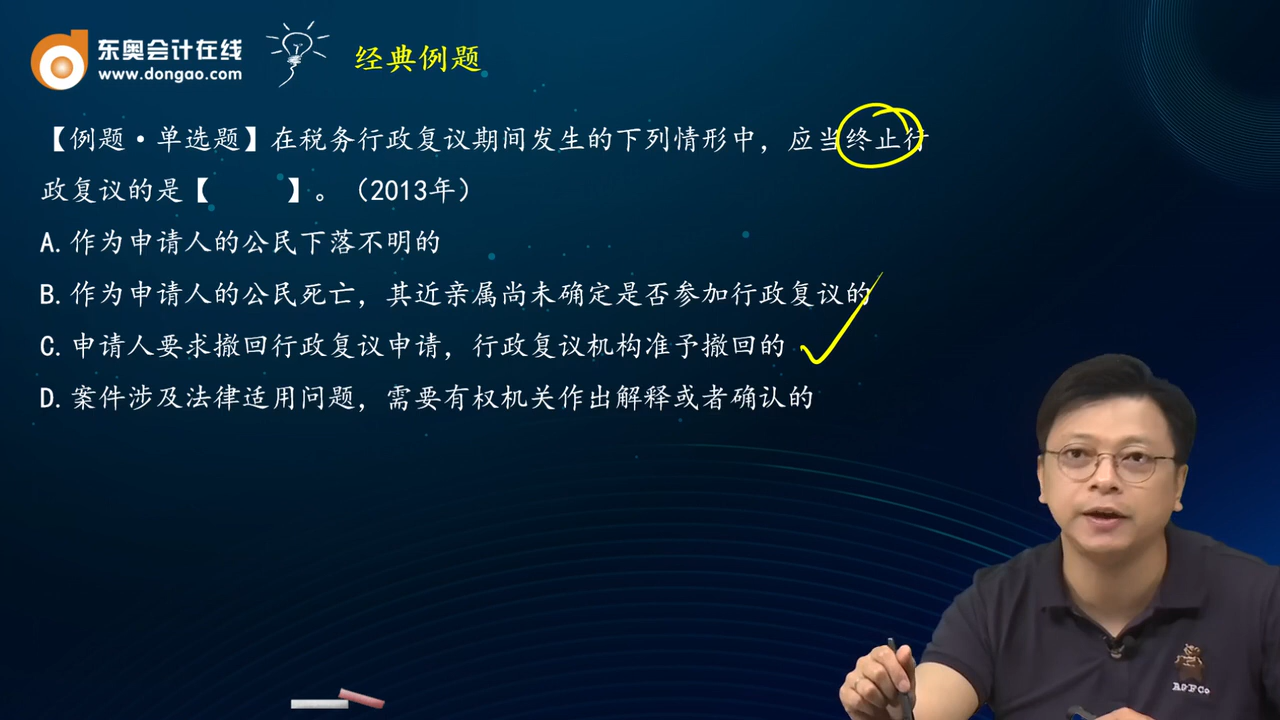 东奥会计在线
www.dongao.com
经典例题
【例题·单选题】在税务行政复议期间发生的下列情形中，应当终止行
政复议的是【　　】。（2013年）
A. 作为申请人的公民下落不明的
B. 作为申请人的公民死亡，其近亲属尚未确定是否参加行政复议的
C. 申请人要求撤回行政复议申请，行政复议机构准予撤回的
D. 案件涉及法律适用问题，需要有权机关作出解释或者确认的